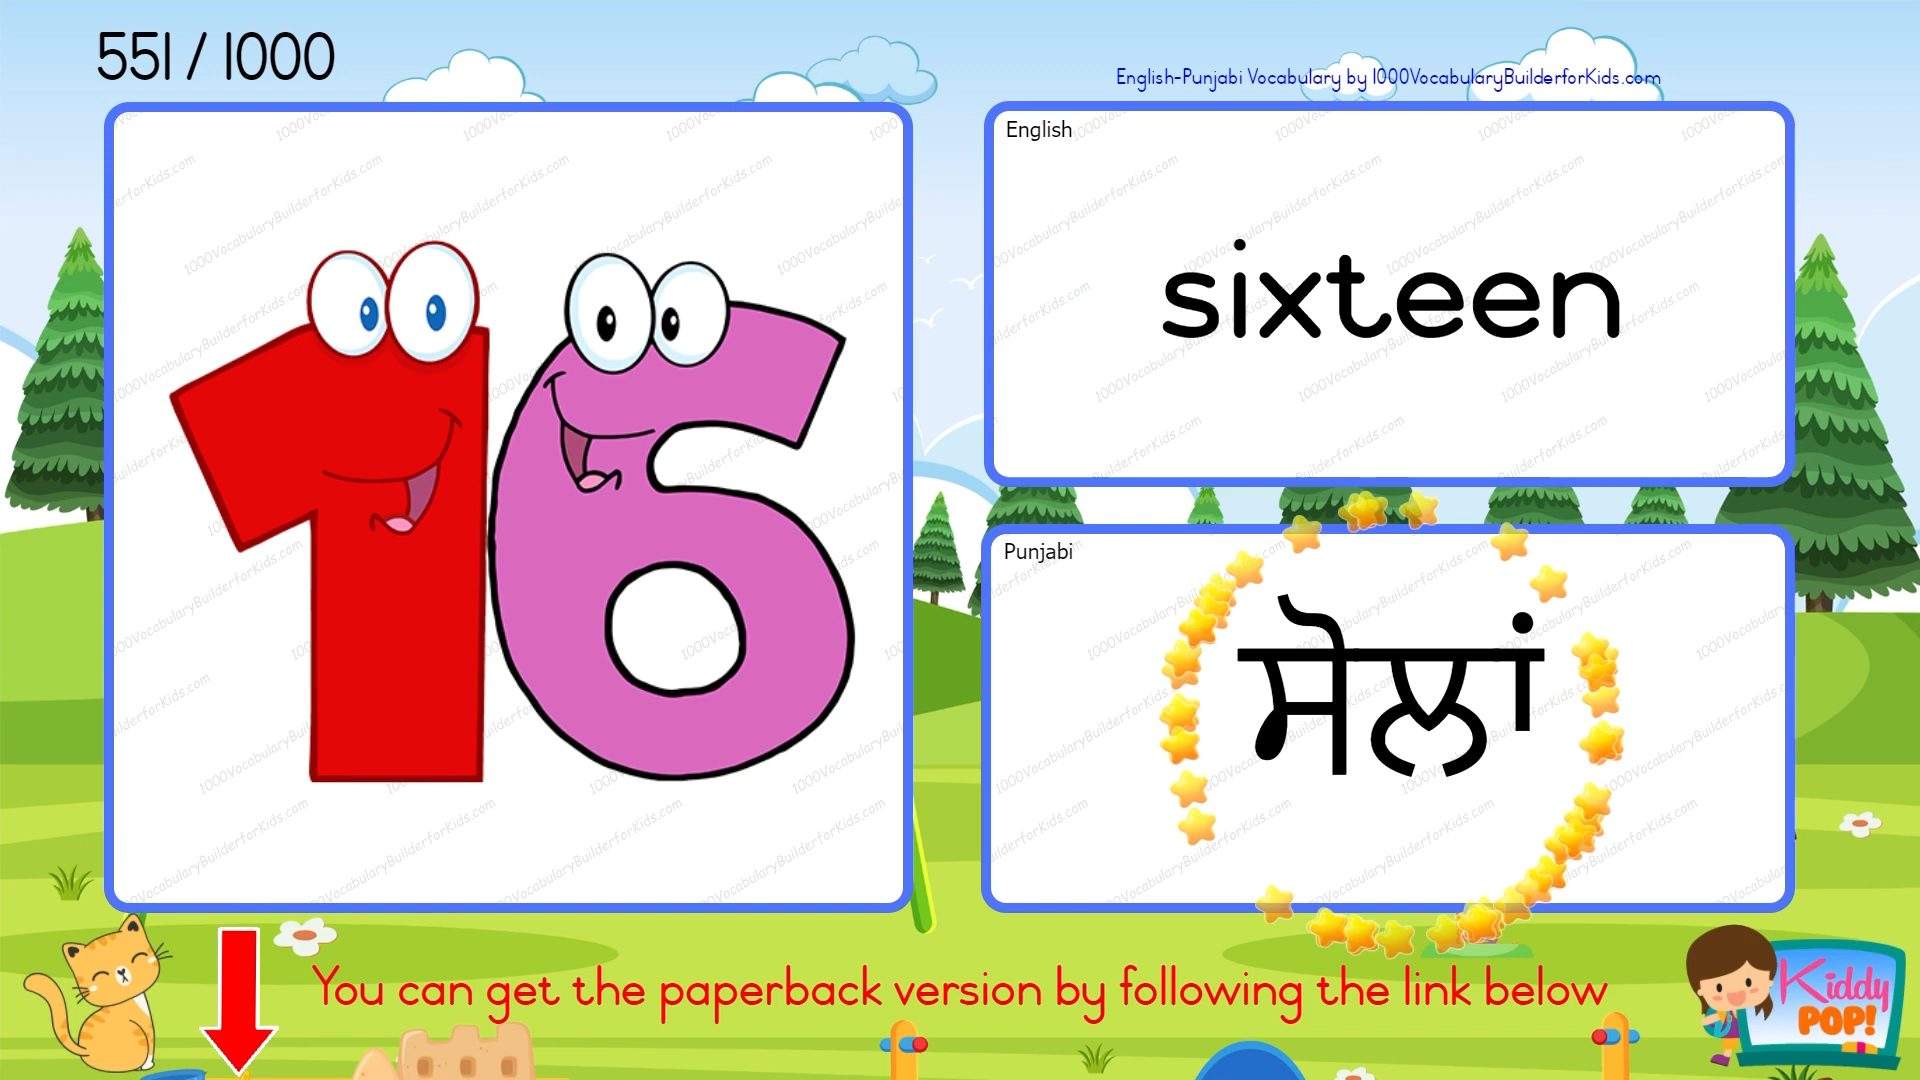 551 / 1000
English-Punjabi Vocabulary by 1000VocabularyBuilderforKids.com
16
English
sixteen
Punjabi
ਸੋਲਾਂ
You can get the paperback version by following the link below
Kiddy
POP!